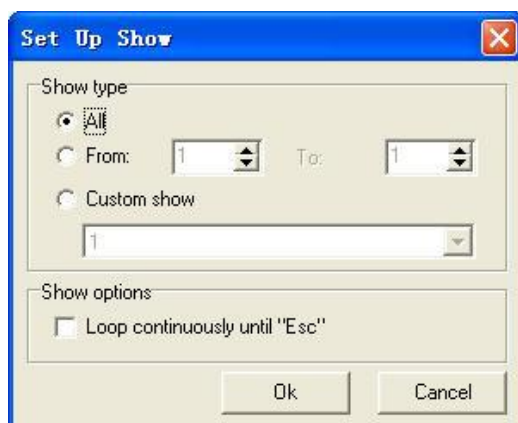 Set Up Show
Show type
All
From: 1 To: 1
Custom show
1
Show options
Loop continuously until "Esc"
Ok Cancel